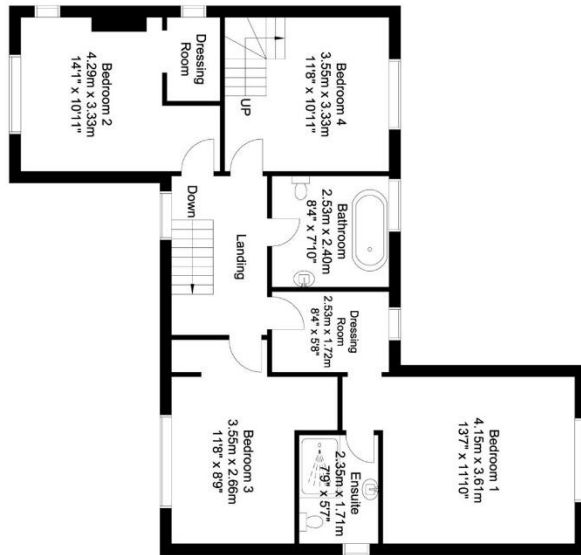 Bedroom 2
4.29m x 3.33m
14'1" x 10'11"
Dressing
Room
Bedroom 4
3.55m x 3.33m
11'8" x 10'11"
UP
Down
Landing
Bathroom
2.53m x 2.40m
8'4" x 7'10"
Dressing
Room
2.53m x 1.72m
8'4" x 5'8"
Bedroom 3
3.55m x 2.66m
11'8" x 8'9"
Ensuite
2.35m x 1.71m
7'9" x 5'7"
Bedroom 1
4.15m x 3.61m
13'7" x 11'10"